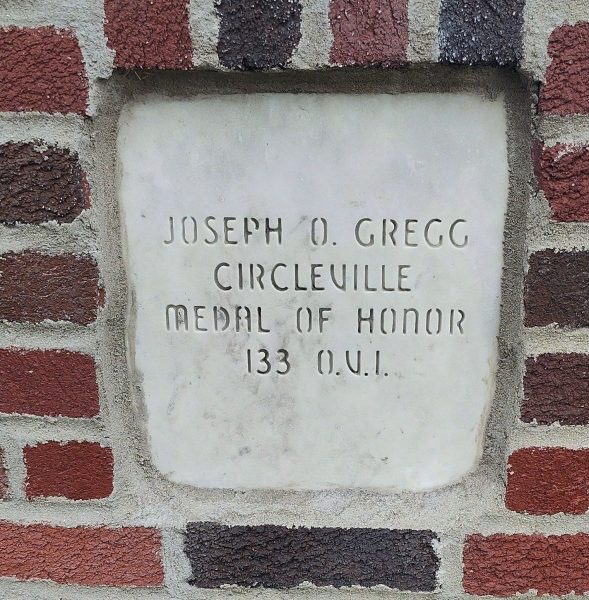 JOSEPH O. GREGG
CIRCLEVILLE
MEDAL OF HONOR
133 O.V.I.